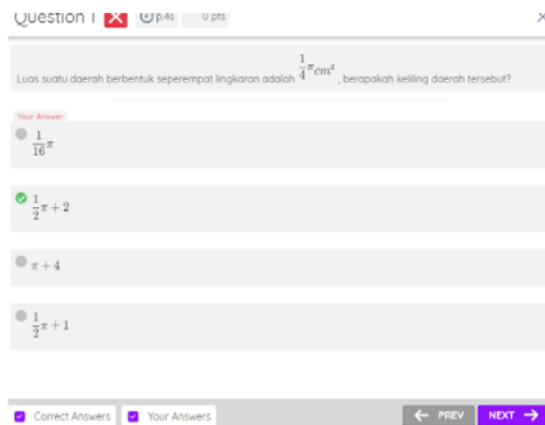 Question 1 0 pts
Luas suatu daerah berbentuk seperempat lingkaran adalah 1/4 π cm², berapakah keliling daerah tersebut?
Your Answer
1/16 π
1/2 π + 2
π + 4
1/2 π + 1
Correct Answers Your Answers PREV NEXT